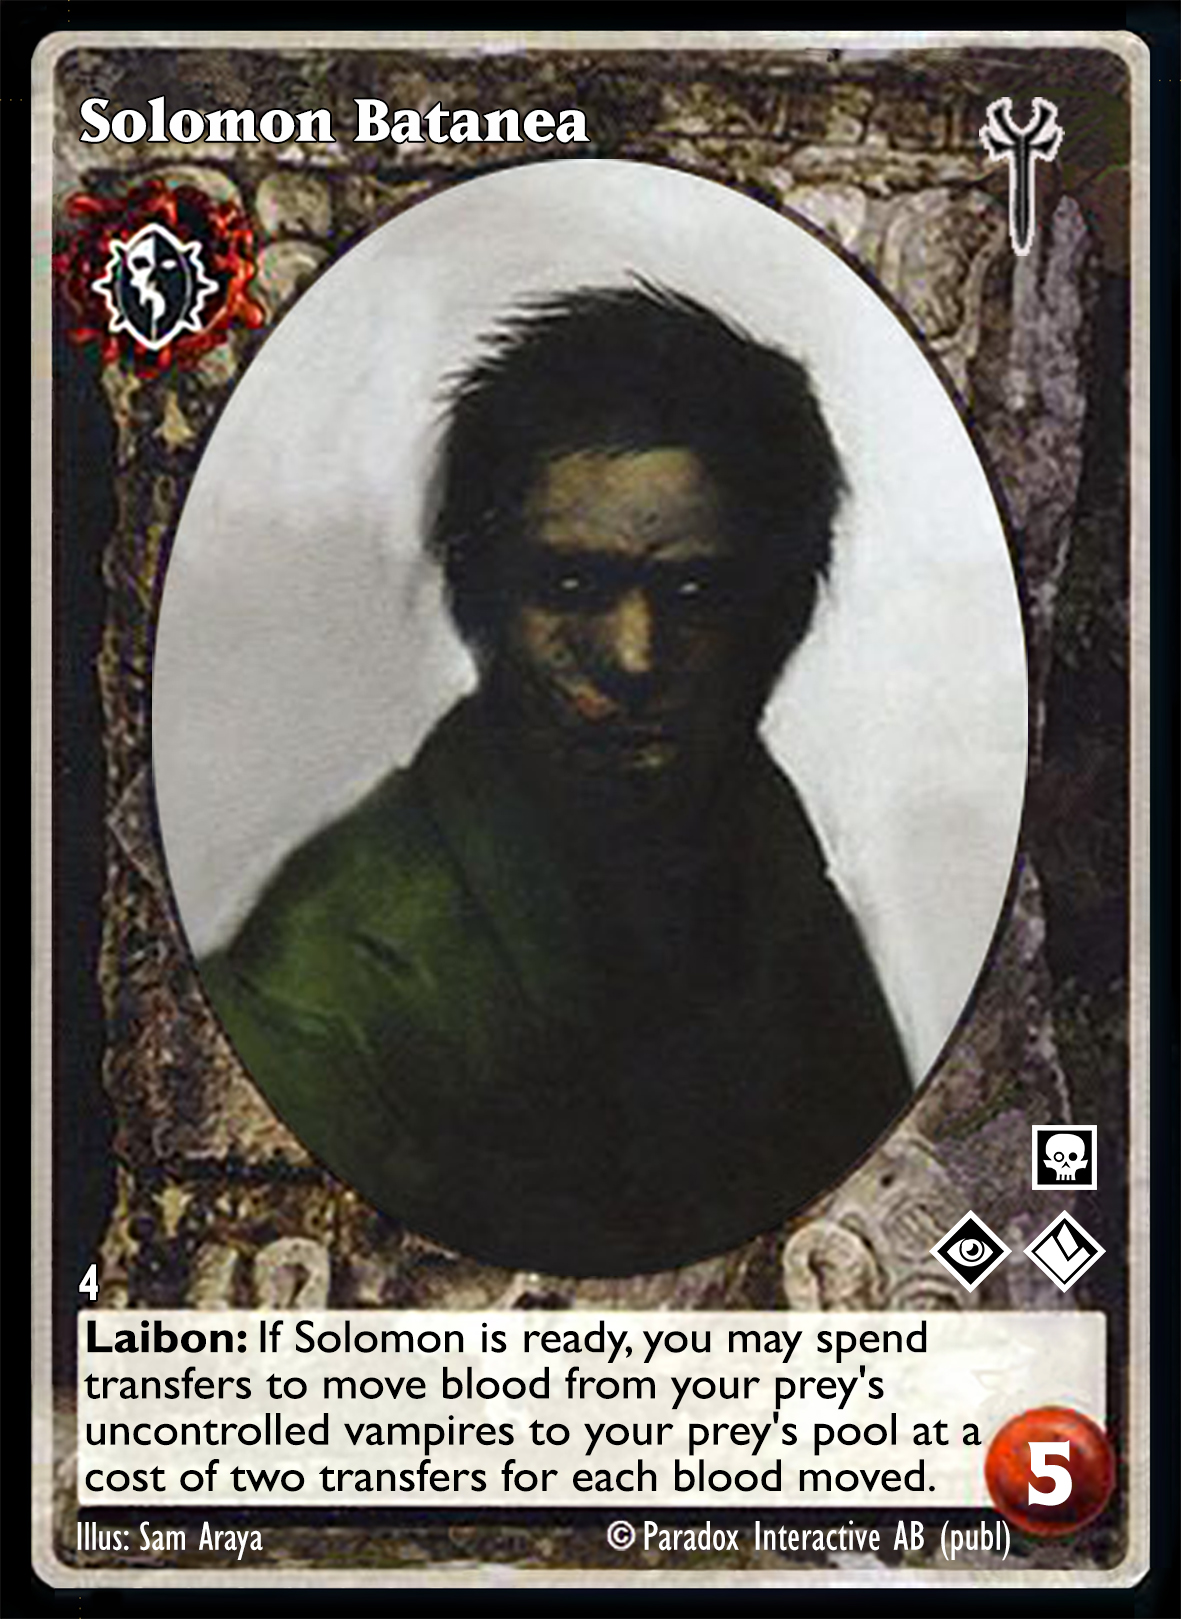 Solomon Batanea
4
Laibon: If Solomon is ready, you may spend
transfers to move blood from your prey's
uncontrolled vampires to your prey's pool at a
cost of two transfers for each blood moved.
5
Illus: Sam Araya
© Paradox Interactive AB (publ)